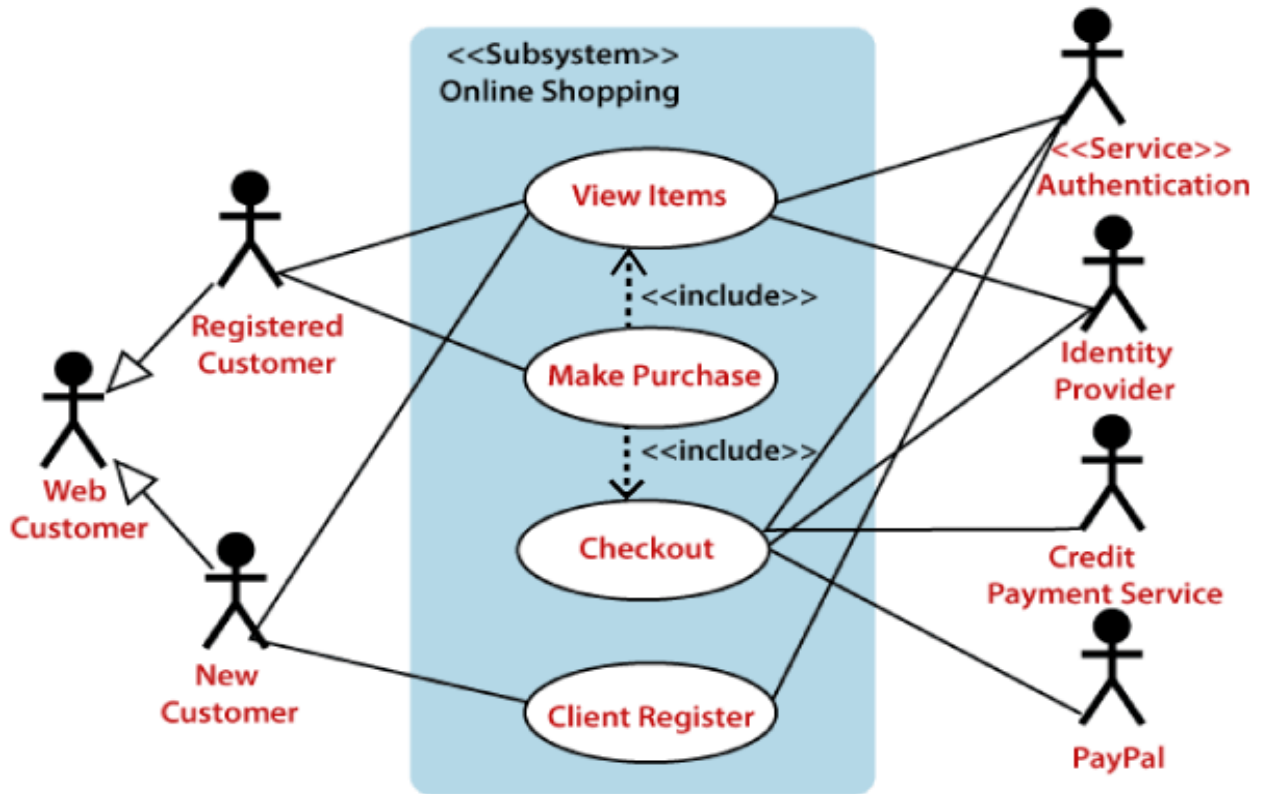 <<Subsystem>>
Online Shopping
View Items
<<include>>
Make Purchase
<<include>>
Checkout
Client Register
Registered
Customer
Web
Customer
New
Customer
<<Service>>
Authentication
Identity
Provider
Credit
Payment Service
PayPal